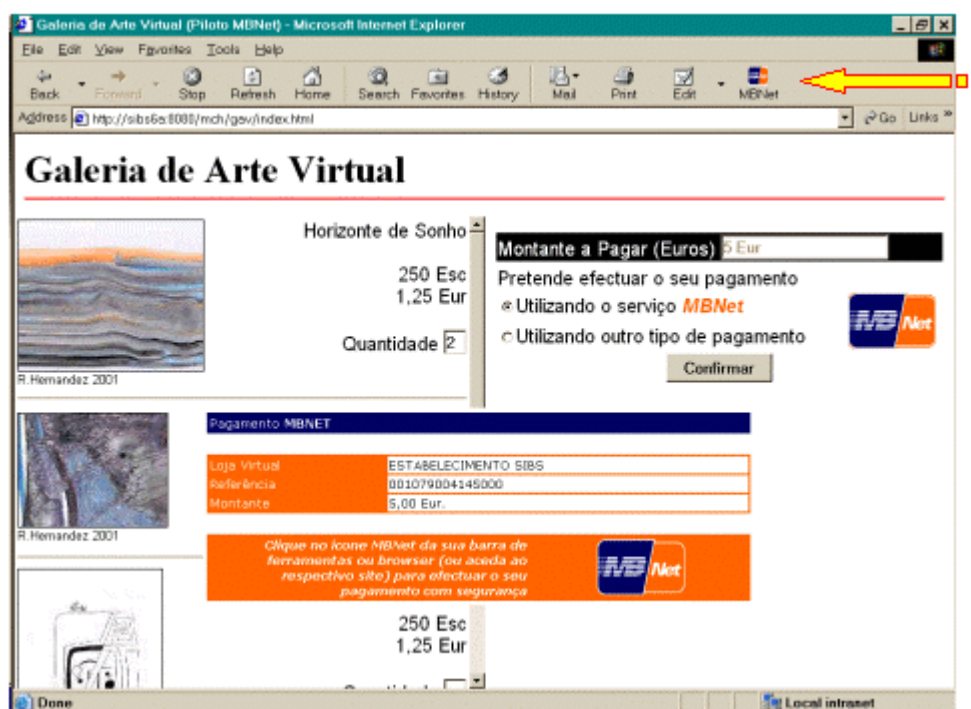 Galeria de Arte Virtual (Piloto MBNet) - Microsoft Internet Explorer
File Edit View Favorites Tools Help
Back Forward Stop Refresh Home Search Favorites History Mail Print Edit MBNet
Address http://sibs6a:8080/mch/gav/index.html Go Links »
Galeria de Arte Virtual
Horizonte de Sonho
250 Esc
1,25 Eur
Quantidade 2
R.Hernandez 2001
Montante a Pagar (Euros) 5 Eur
Pretende efectuar o seu pagamento
Utilizando o serviço MBNet
Utilizando outro tipo de pagamento
MB Net
Confirmar
R.Hernandez 2001
Pagamento MBNET
Loja Virtual ESTABELECIMENTO SIBS
Referência 001079004145000
Montante 5,00 Eur.
Clique no ícone MBNet da sua barra de
ferramentas ou browser (ou aceda ao
respectivo site) para efectuar o seu
pagamento com segurança
MB Net
250 Esc
1,25 Eur
Done Local intranet